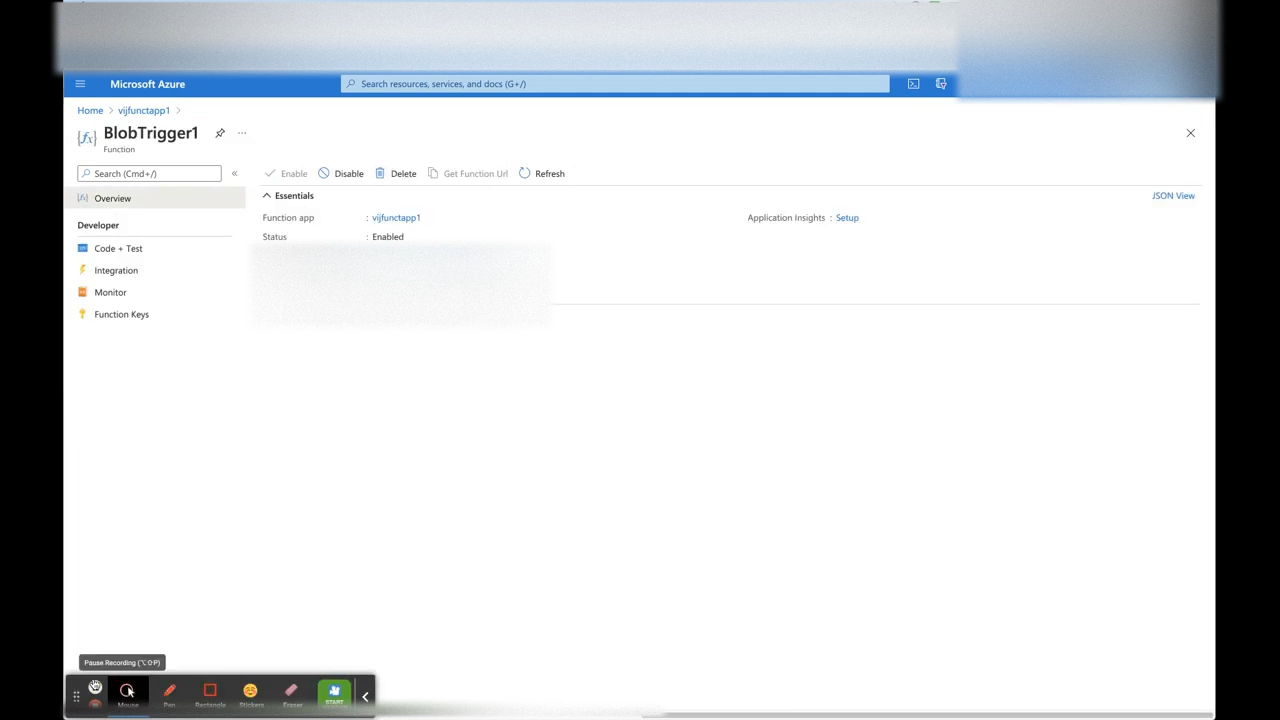 Microsoft Azure
Search resources, services, and docs (G+/)
Home > vijfunctapp1 >
BlobTrigger1
Function
Search (Cmd+/)
Enable Disable Delete Get Function Url Refresh
Overview
Essentials JSON View
Function app : vijfunctapp1 Application Insights : Setup
Developer
Status : Enabled
Code + Test
Integration
Monitor
Function Keys
Pause Recording (⌥⇧P)
Mouse Pen Rectangle Stickers Eraser START